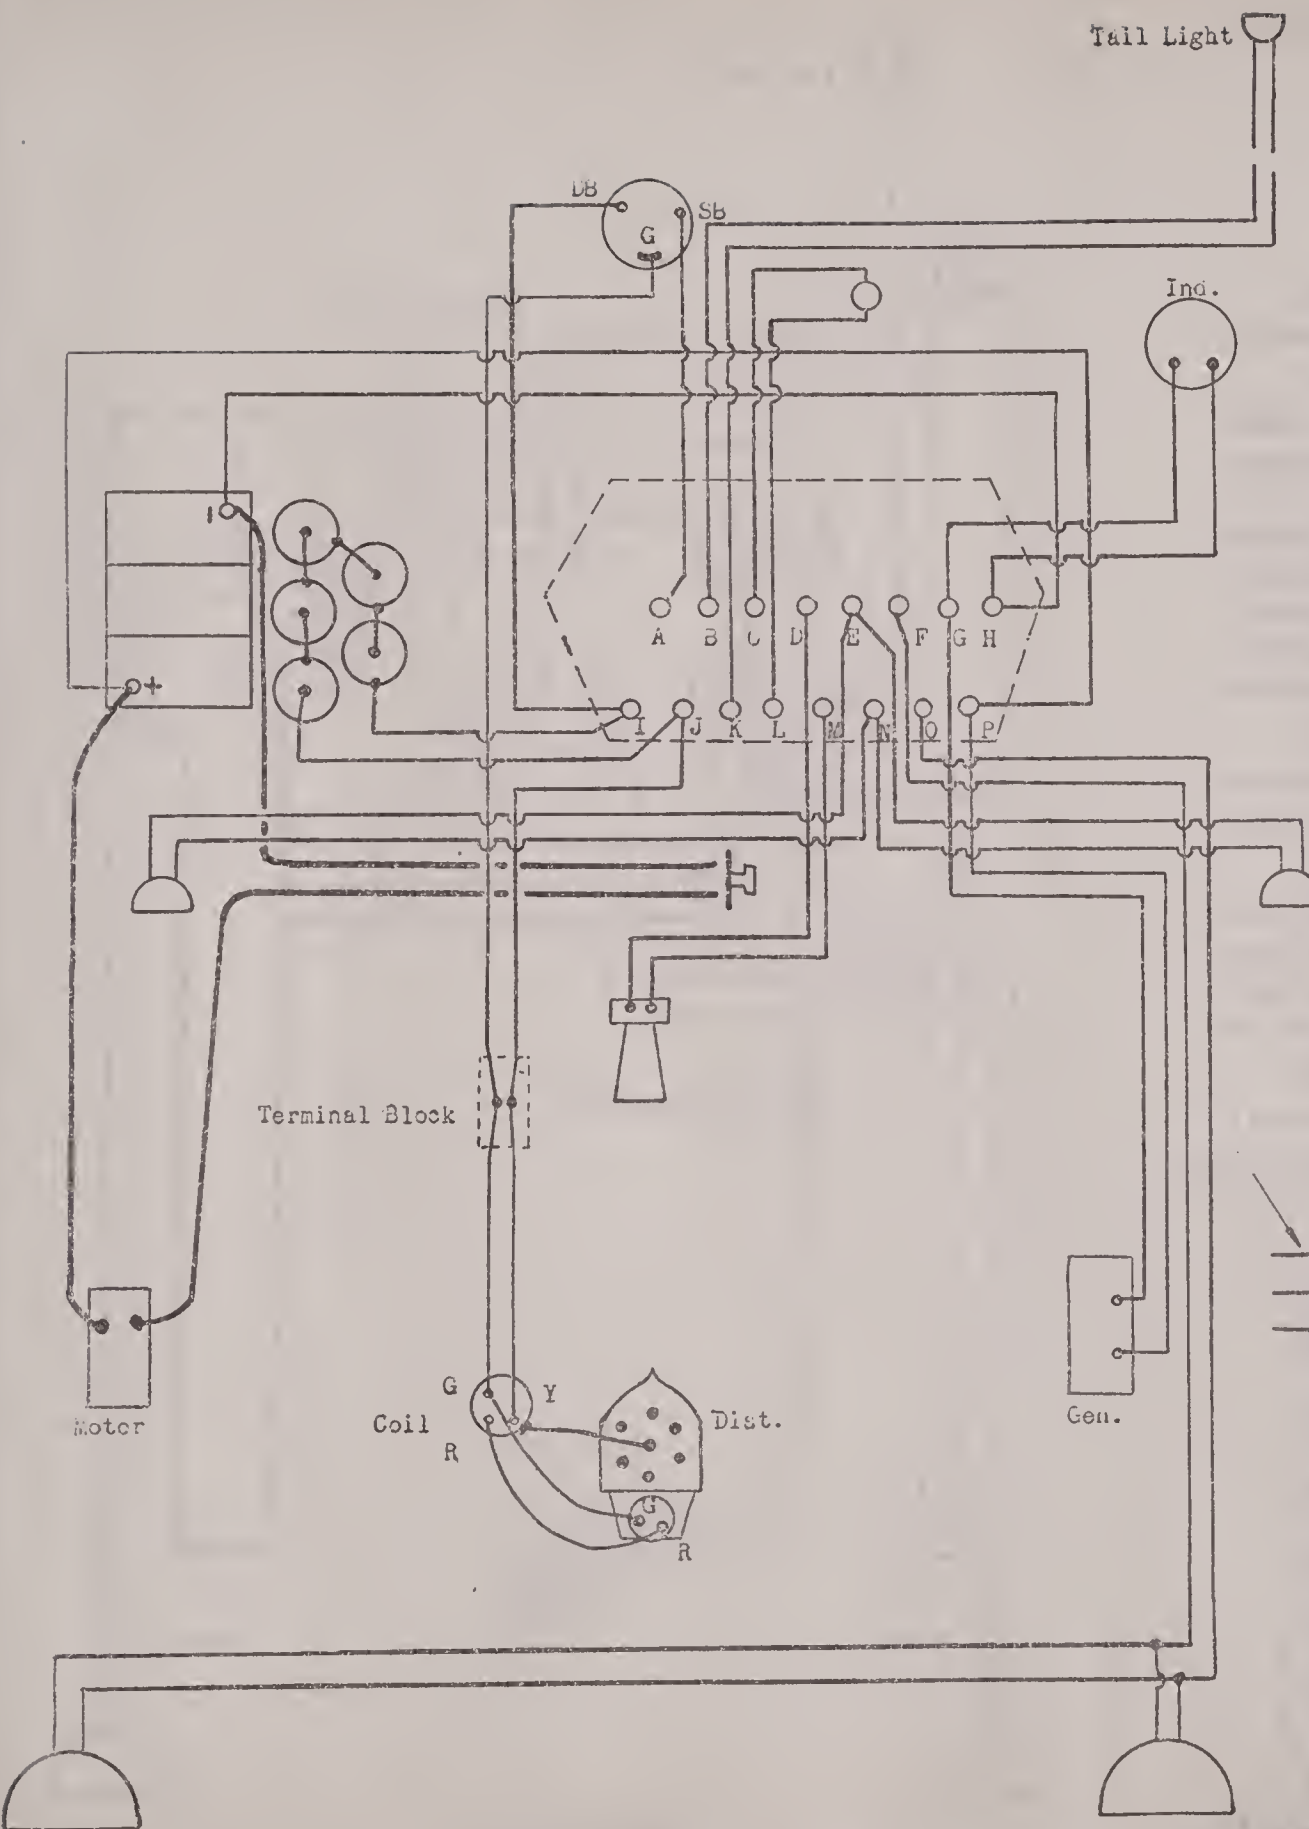 Tail Light
DB
SB
G
Ind.
+
A B C D E F G H
I J K L M N O P
Terminal Block
Motor
G
Y
Coil
Dist.
R
G
R
Gen.